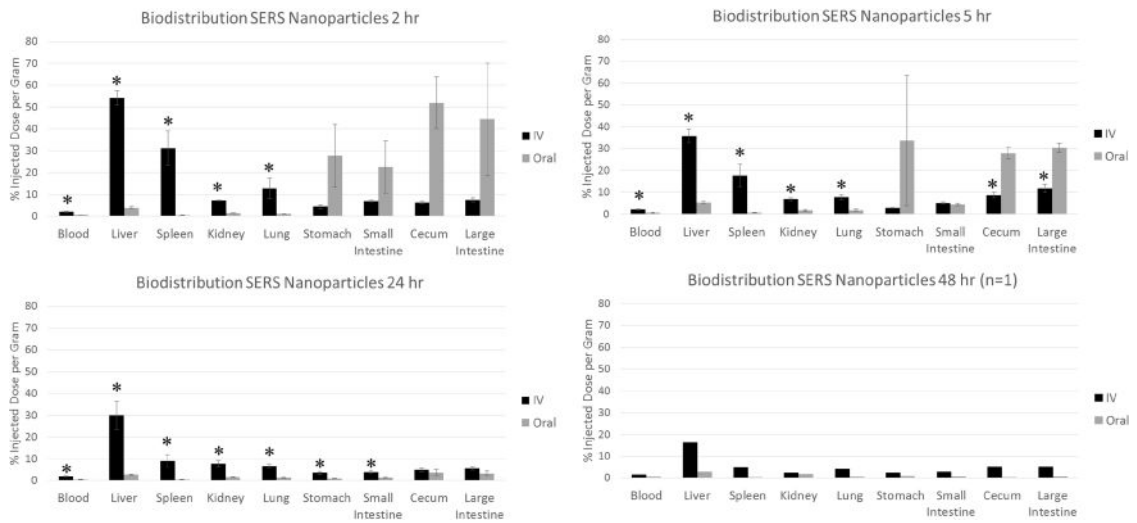 Biodistribution SERS Nanoparticles 2 hr
% Injected Dose per Gram
80
70
60
50
40
30
20
10
0
* * * * *
Blood Liver Spleen Kidney Lung Stomach Small Intestine Cecum Large Intestine
IV
Oral
Biodistribution SERS Nanoparticles 5 hr
% Injected Dose per Gram
80
70
60
50
40
30
20
10
0
* * * * * * *
Blood Liver Spleen Kidney Lung Stomach Small Intestine Cecum Large Intestine
IV
Oral
Biodistribution SERS Nanoparticles 24 hr
% Injected Dose per Gram
80
70
60
50
40
30
20
10
0
* * * * * * *
Blood Liver Spleen Kidney Lung Stomach Small Intestine Cecum Large Intestine
IV
Oral
Biodistribution SERS Nanoparticles 48 hr (n=1)
% Injected Dose per Gram
80
70
60
50
40
30
20
10
0
Blood Liver Spleen Kidney Lung Stomach Small Intestine Cecum Large Intestine
IV
Oral